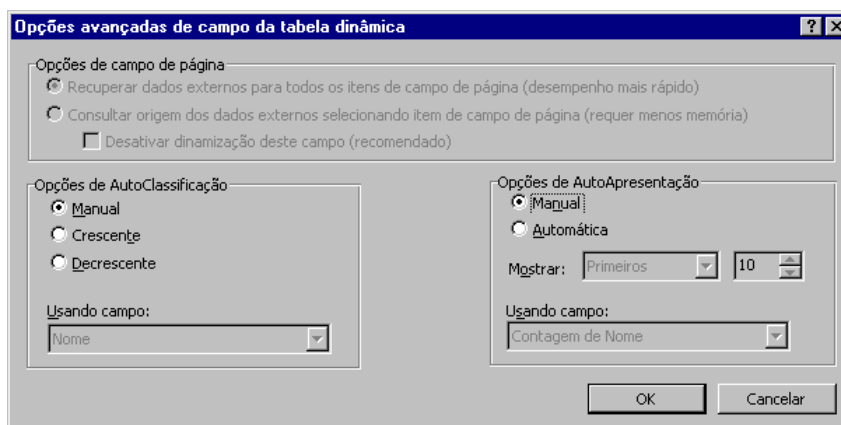 Opções avançadas de campo da tabela dinâmica
Opções de campo de página
Recuperar dados externos para todos os itens de campo de página (desempenho mais rápido)
Consultar origem dos dados externos selecionando item de campo de página (requer menos memória)
Desativar dinamização deste campo (recomendado)
Opções de AutoClassificação
Manual
Crescente
Decrescente
Usando campo:
Nome
Opções de AutoApresentação
Manual
Automática
Mostrar: Primeiros 10
Usando campo:
Contagem de Nome
OK Cancelar